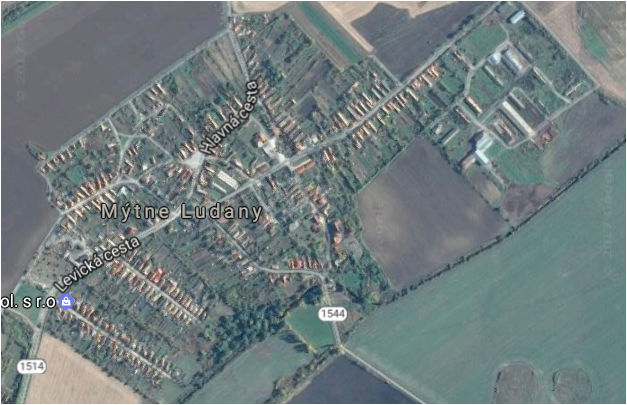 Hlavná cesta
Mýtne Ludany
Levická cesta
ol. s r.o
1544
1514